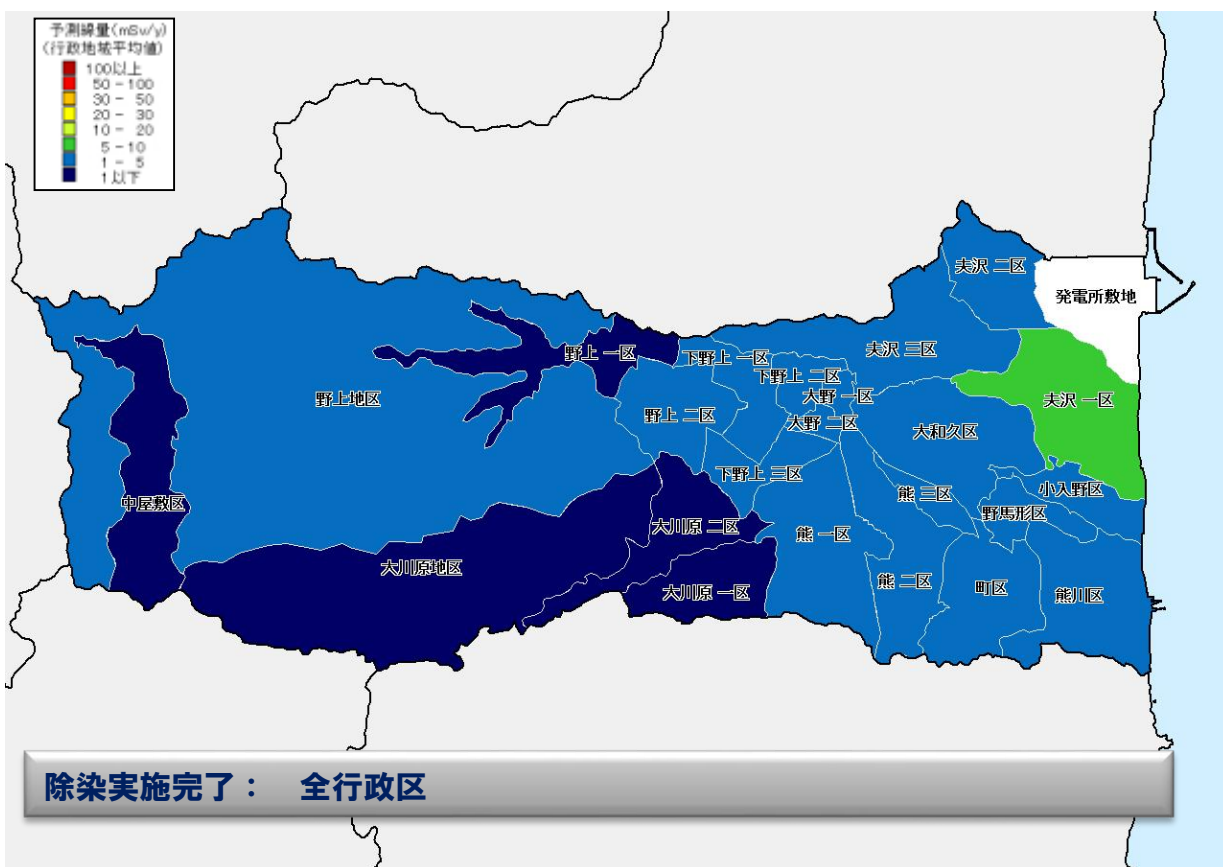 予測線量(mSv/y)
(行政地域平均値)
100以上
50 - 100
30 - 50
20 - 30
10 - 20
5 - 10
1 - 5
1以下
夫沢 二区
発電所敷地
夫沢 三区
野上 一区
下野上 一区
下野上 二区
大野 一区
夫沢 一区
野上地区
野上 二区
大野 二区
大和久区
下野上 三区
熊 三区
小入野区
中屋敷区
野馬形区
大川原 二区
熊 一区
大川原地区
熊 二区
町区
大川原 一区
熊川区
除染実施完了： 全行政区